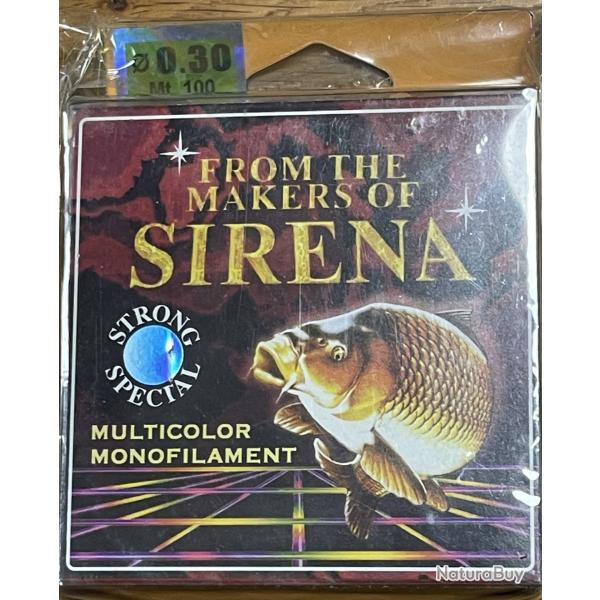 ø 0.30
Mt. 100
FROM THE
MAKERS OF
SIRENA
STRONG
SPECIAL
MULTICOLOR
MONOFILAMENT
NaturaBuy